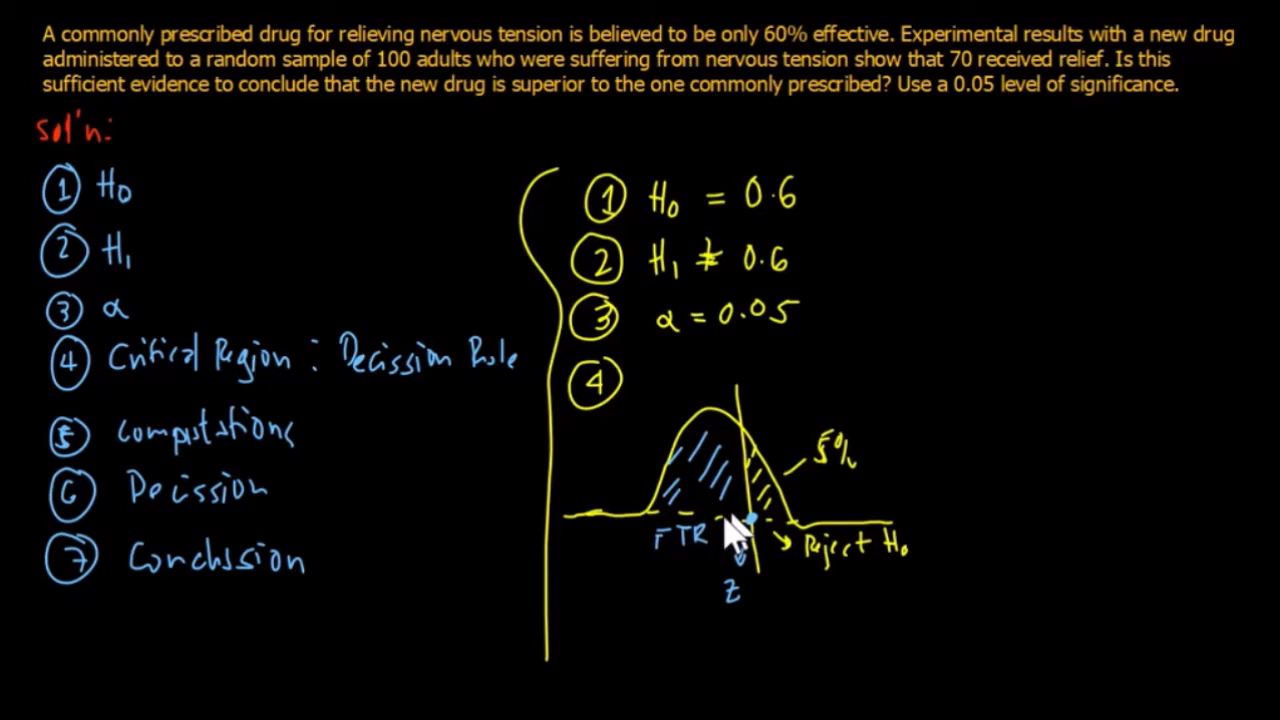 A commonly prescribed drug for relieving nervous tension is believed to be only 60% effective. Experimental results with a new drug
administered to a random sample of 100 adults who were suffering from nervous tension show that 70 received relief. Is this
sufficient evidence to conclude that the new drug is superior to the one commonly prescribed? Use a 0.05 level of significance.
Sol'n:
① H₀
② H₁
③ α
④ Critical Region : Decission Rule
⑤ Computations
⑥ Decission
⑦ Conclusion
① H₀ = 0.6
② H₁ ≠ 0.6
③ α = 0.05
④
5%
FTR
Reject H₀
Z